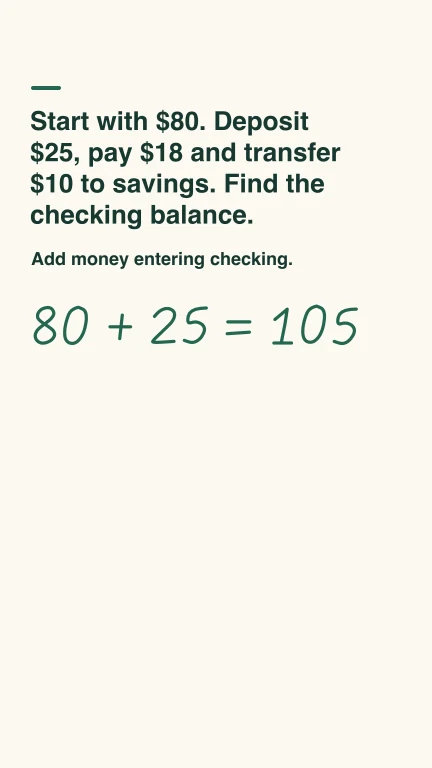 Start with $80. Deposit
$25, pay $18 and transfer
$10 to savings. Find the
checking balance.
Add money entering checking.
80 + 25 = 105